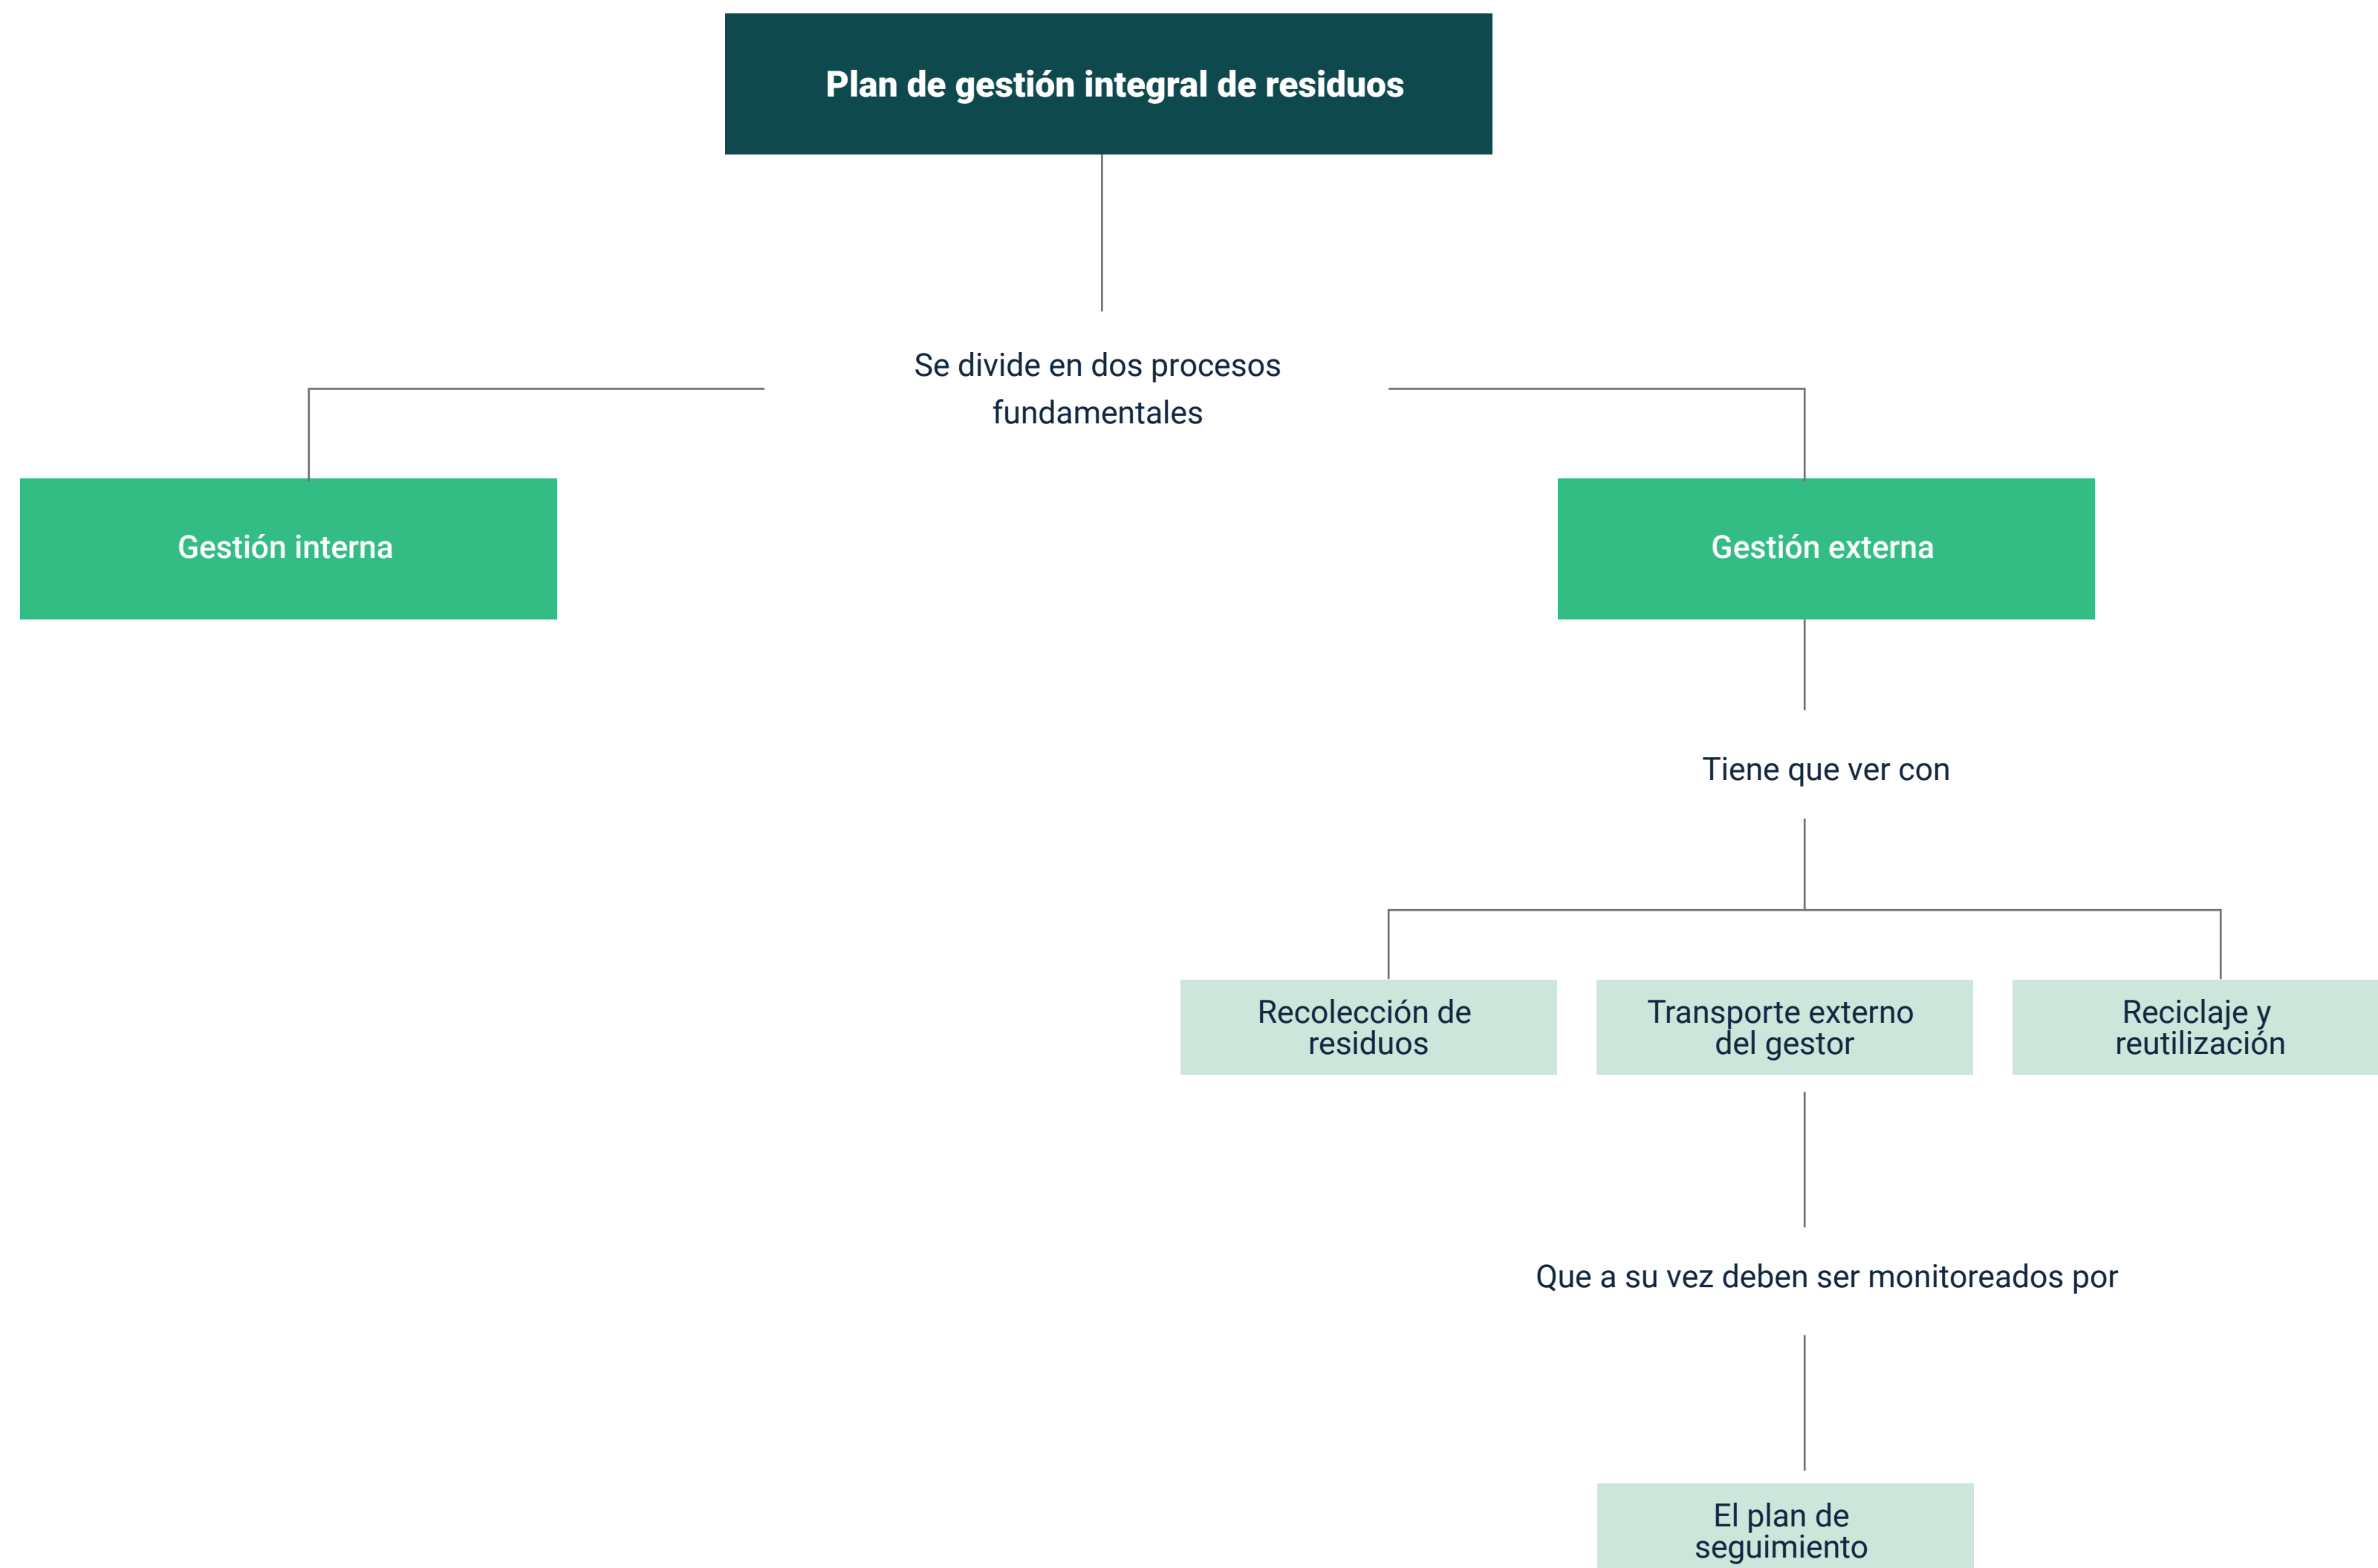 Plan de gestión integral de residuos
Se divide en dos procesos
fundamentales
Gestión interna
Gestión externa
Tiene que ver con
Recolección de
residuos
Transporte externo
del gestor
Reciclaje y
reutilización
Que a su vez deben ser monitoreados por
El plan de
seguimiento